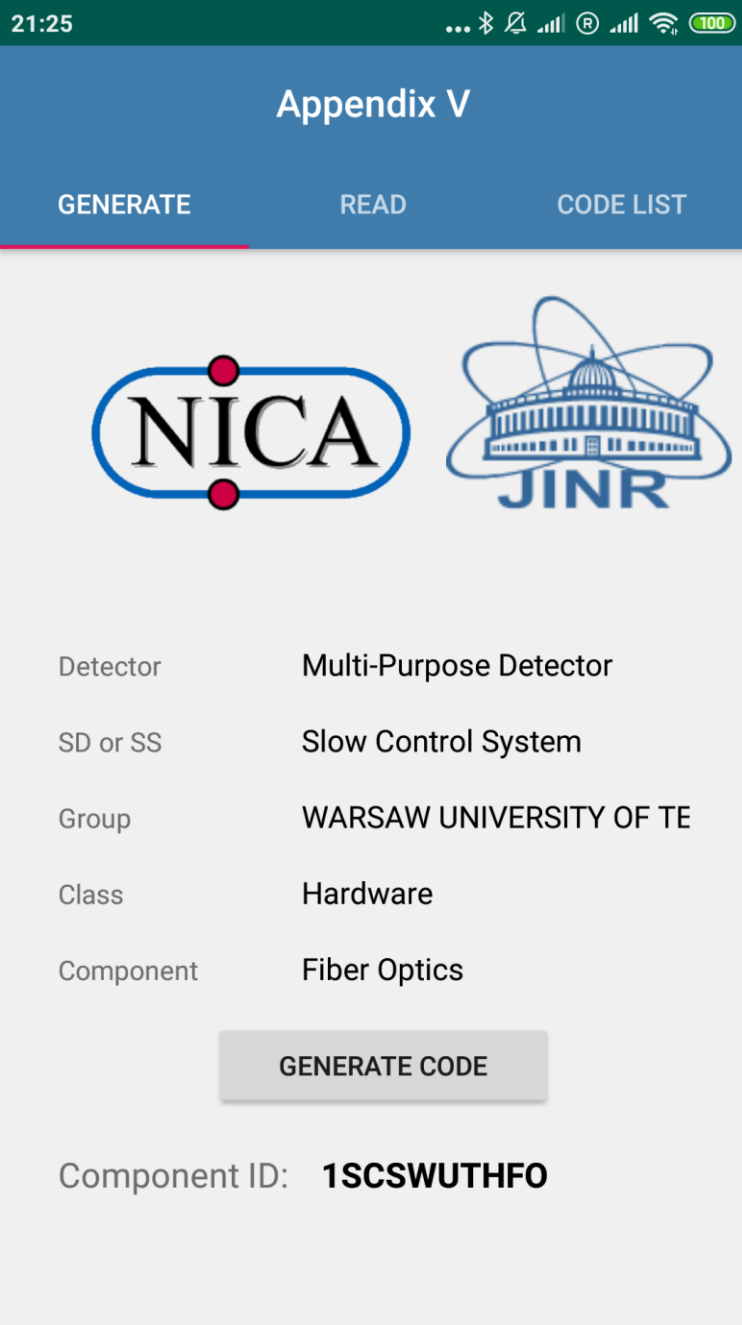 21:25
... R 100
Appendix V
GENERATE READ CODE LIST
NICA
JINR
Detector Multi-Purpose Detector
SD or SS Slow Control System
Group WARSAW UNIVERSITY OF TE
Class Hardware
Component Fiber Optics
GENERATE CODE
Component ID: 1SCSWUTHFO